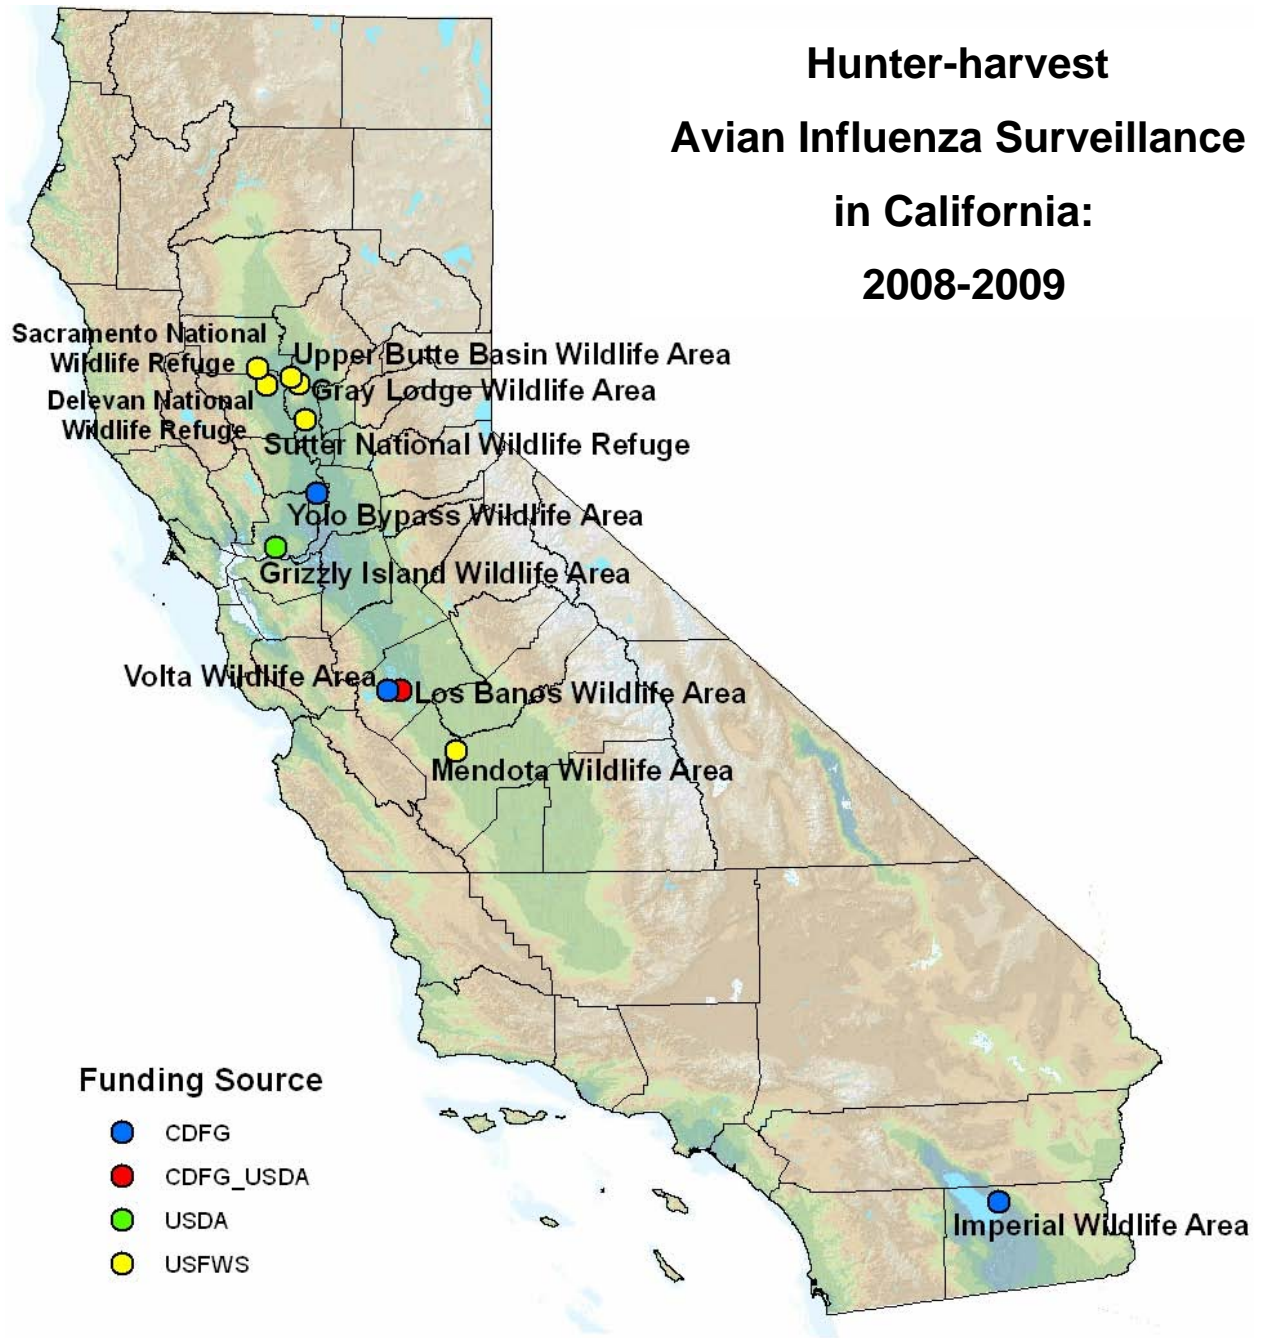 Hunter-harvest
Avian Influenza Surveillance
in California:
2008-2009
Sacramento National
Wildlife Refuge
Upper Butte Basin Wildlife Area
Gray Lodge Wildlife Area
Delevan National
Wildlife Refuge
Sutter National Wildlife Refuge
Yolo Bypass Wildlife Area
Grizzly Island Wildlife Area
Volta Wildlife Area
Los Banos Wildlife Area
Mendota Wildlife Area
Imperial Wildlife Area
Funding Source
CDFG
CDFG_USDA
USDA
USFWS